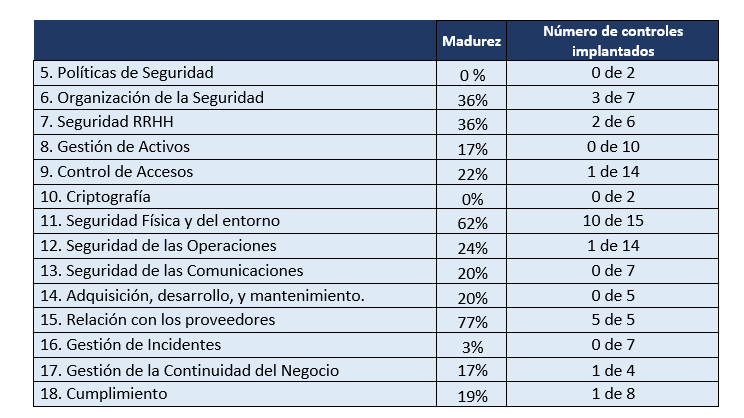 Madurez Número de controles
implantados
5. Políticas de Seguridad 0 % 0 de 2
6. Organización de la Seguridad 36% 3 de 7
7. Seguridad RRHH 36% 2 de 6
8. Gestión de Activos 17% 0 de 10
9. Control de Accesos 22% 1 de 14
10. Criptografía 0% 0 de 2
11. Seguridad Física y del entorno 62% 10 de 15
12. Seguridad de las Operaciones 24% 1 de 14
13. Seguridad de las Comunicaciones 20% 0 de 7
14. Adquisición, desarrollo, y mantenimiento. 20% 0 de 5
15. Relación con los proveedores 77% 5 de 5
16. Gestión de Incidentes 3% 0 de 7
17. Gestión de la Continuidad del Negocio 17% 1 de 4
18. Cumplimiento 19% 1 de 8